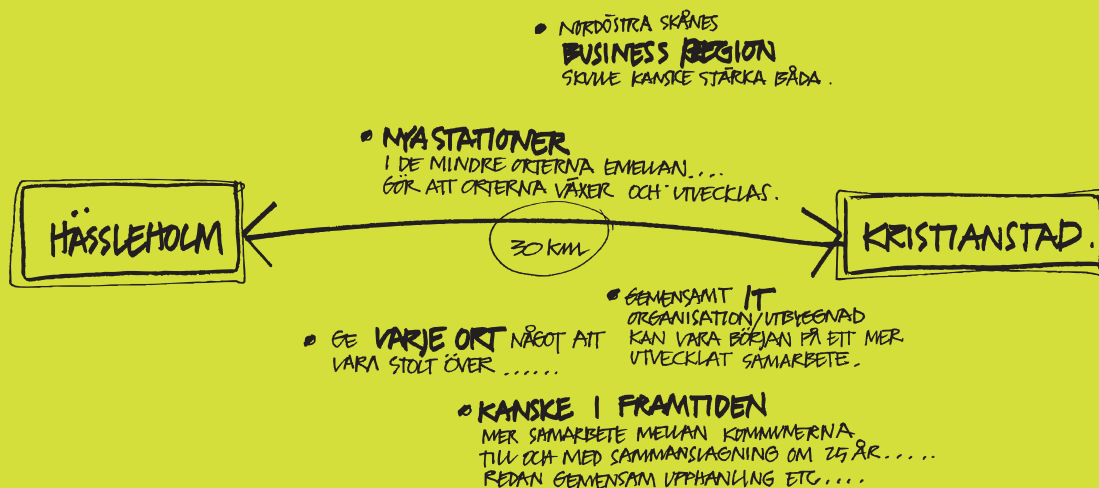 • NORDÖSTRA SKÅNES
BUSINESS REGION
SKULLE KANSKE STÄRKA BÅDA.
• NYA STATIONER
I DE MINDRE ORTERNA EMELLAN....
GÖR ATT ORTERNA VÄXER OCH UTVECKLAS.
HÄSSLEHOLM
30 km
KRISTIANSTAD.
• GEMENSAMT IT
ORGANISATION/UTBYGGNAD
KAN VARA BÖRJAN PÅ ETT MER
UTVECKLAT SAMARBETE.
• GE VARJE ORT NÅGOT ATT
VARA STOLT ÖVER ......
• KANSKE I FRAMTIDEN
MER SAMARBETE MELLAN KOMMUNERNA
TILL OCH MED SAMMANSLAGNING OM 25 ÅR.....
REDAN GEMENSAM UPPHANLING ETC....